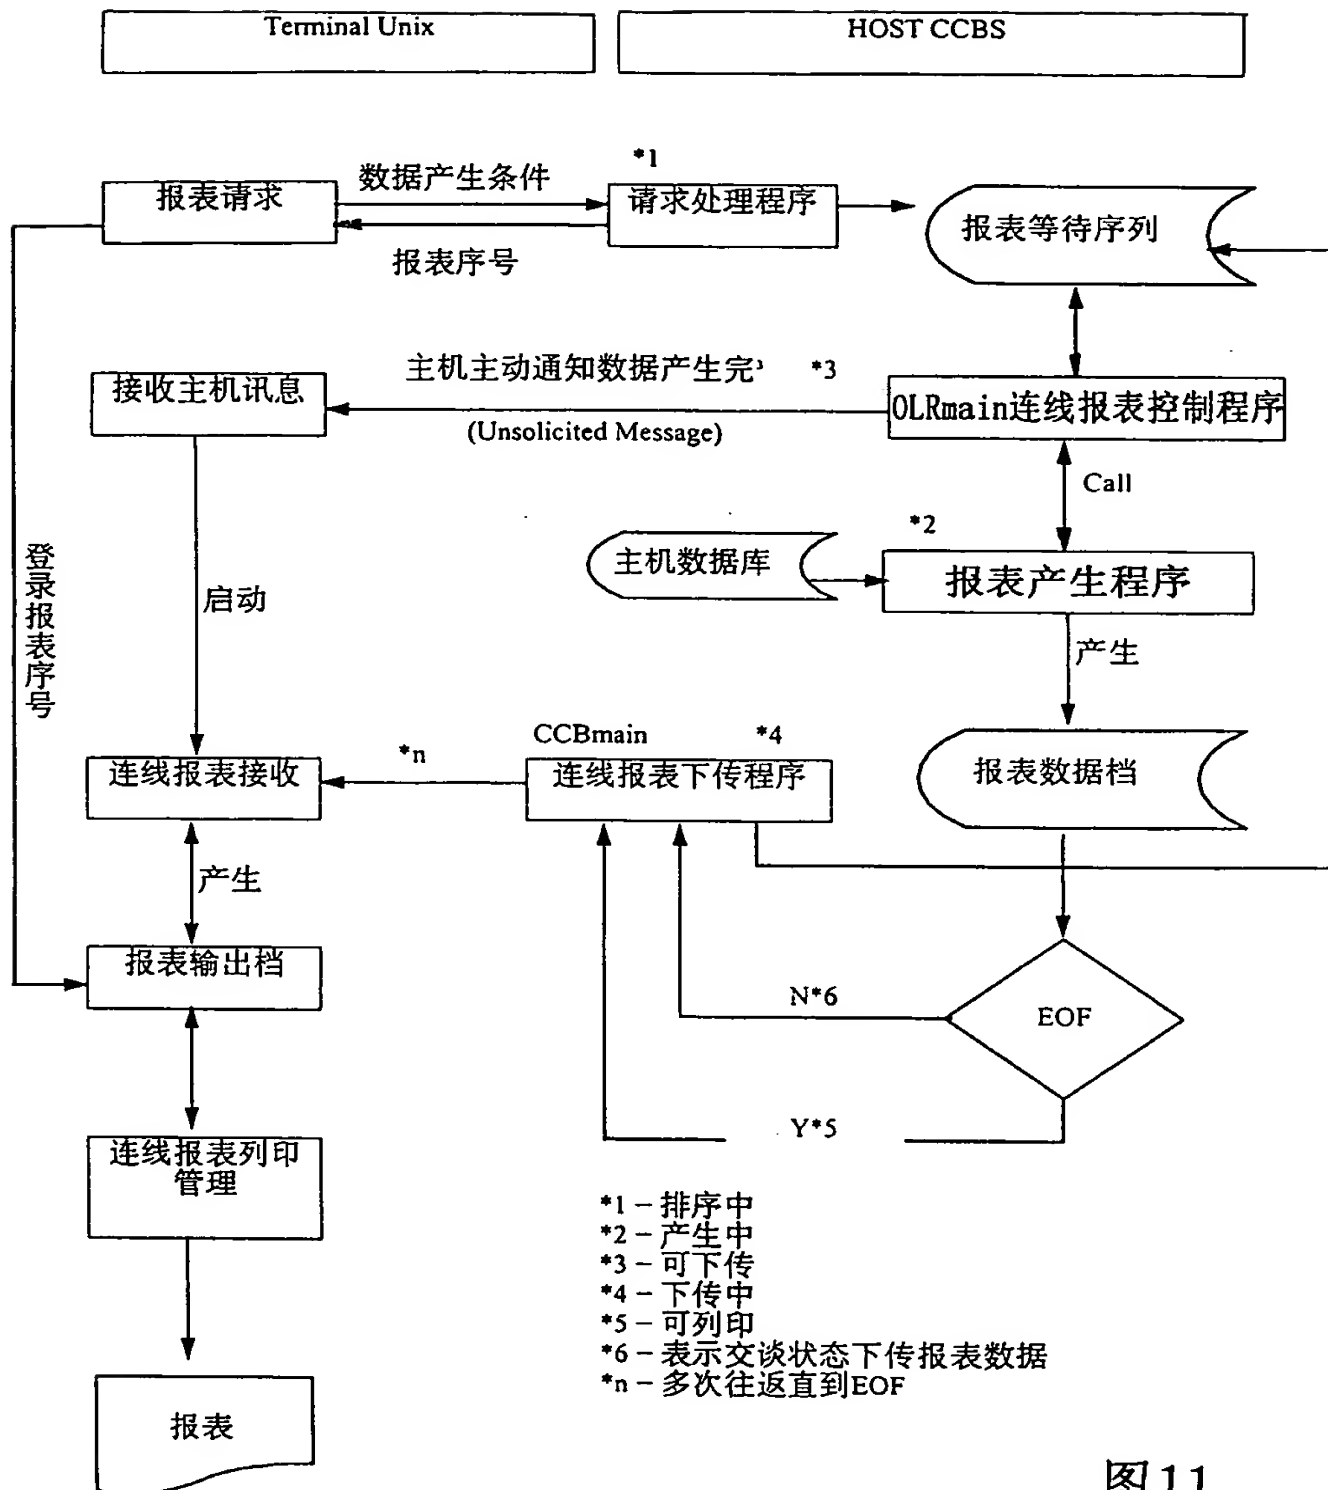 Terminal Unix
HOST CCBS
*1
数据产生条件
报表请求
请求处理程序
报表等待序列
报表序号
主机主动通知数据产生完
*3
接收主机讯息
OLRmain连线报表控制程序
(Unsolicited Message)
Call
*2
主机数据库
报表产生程序
登录报表序号
启动
产生
CCBmain
*4
*n
连线报表接收
连线报表下传程序
报表数据档
产生
报表输出档
N*6
EOF
Y*5
连线报表列印
管理
*1－排序中
*2－产生中
*3－可下传
*4－下传中
*5－可列印
*6－表示交谈状态下传报表数据
*n－多次往返直到EOF
报表
图11